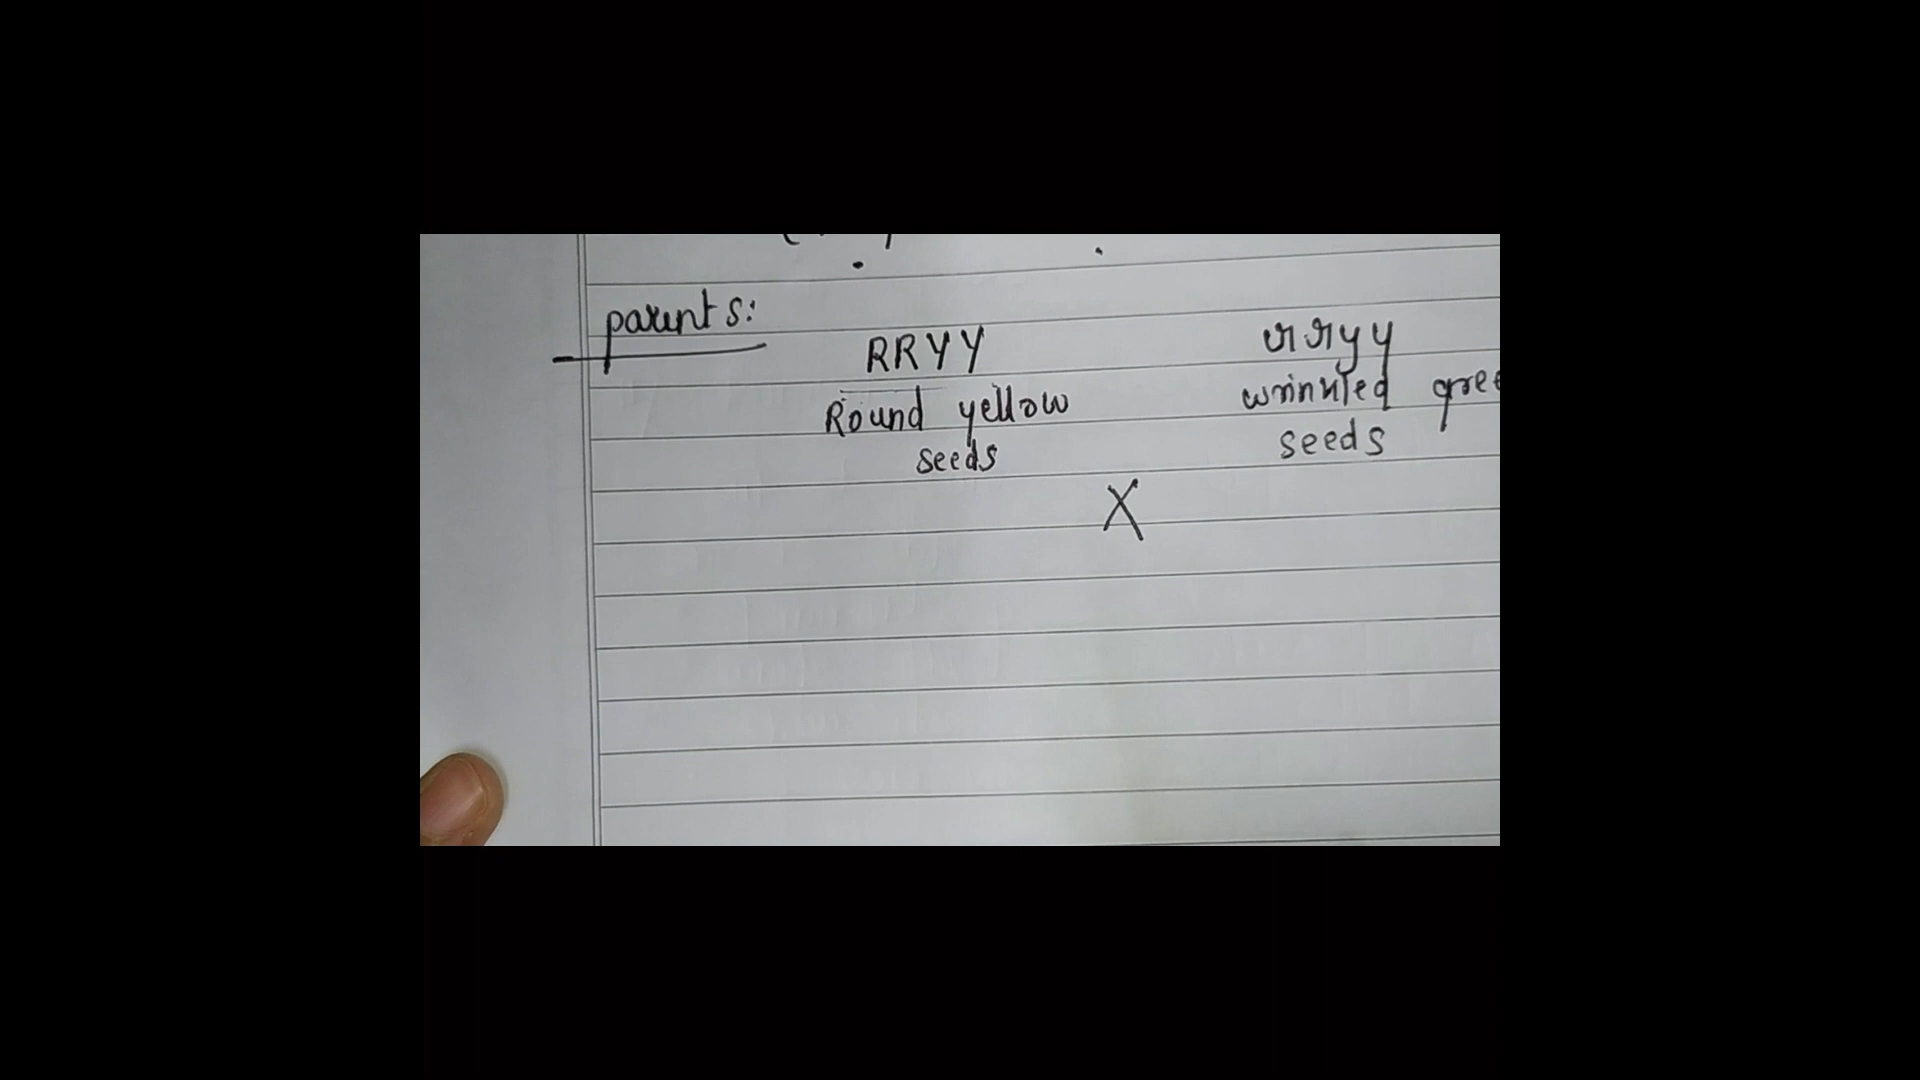 parents:
RRYY rryy
Round yellow wrinkled
seeds seeds
X